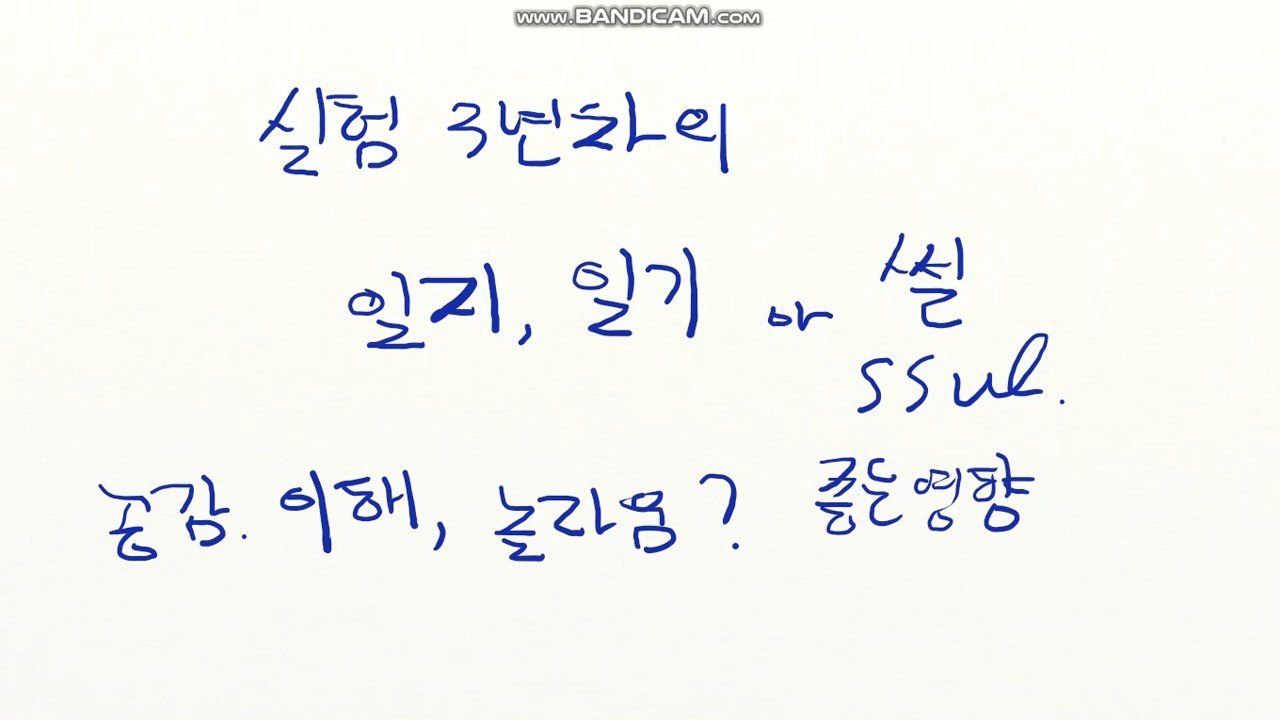 www.BANDICAM.com
실험 3년차의
일지, 일기 or 썰
ssul.
공감. 이해, 놀라움? 좋은영향